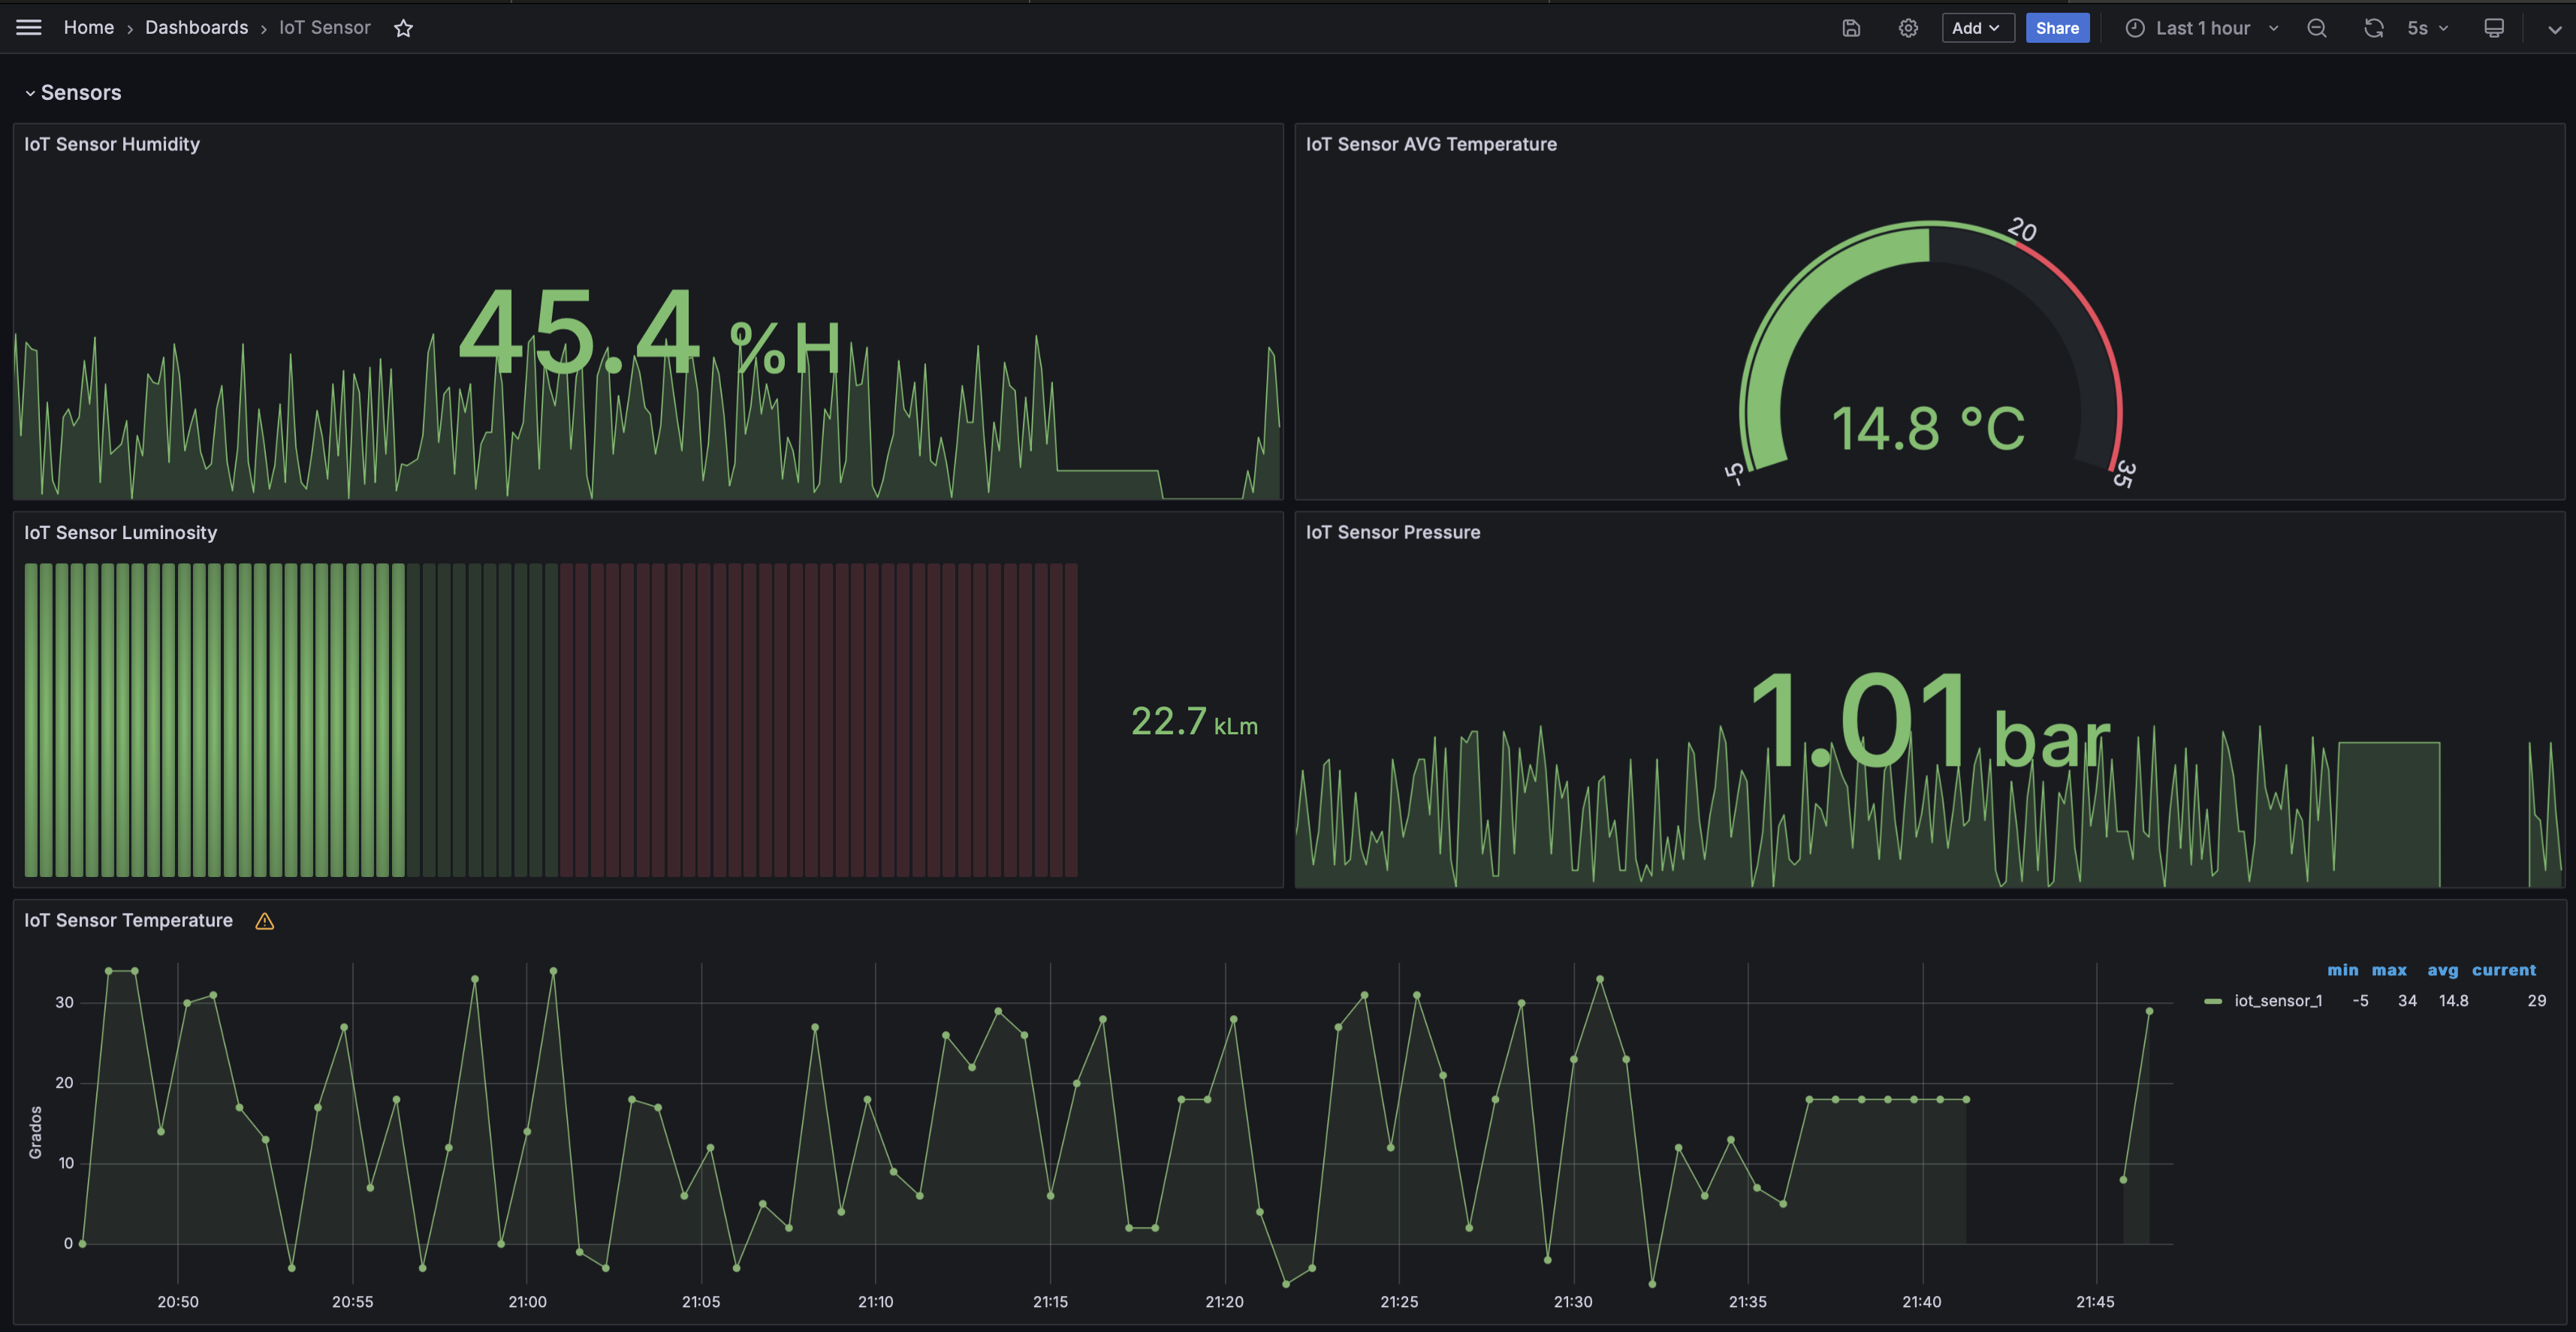 Home › Dashboards › IoT Sensor
Add
Share
Last 1 hour
5s
Sensors
IoT Sensor Humidity
45.4 %H
IoT Sensor AVG Temperature
-5
20
35
14.8 °C
IoT Sensor Luminosity
22.7 kLm
IoT Sensor Pressure
1.01 bar
IoT Sensor Temperature
Grados
30
20
10
0
20:50 20:55 21:00 21:05 21:10 21:15 21:20 21:25 21:30 21:35 21:40 21:45
min max avg current
iot_sensor_1 -5 34 14.8 29